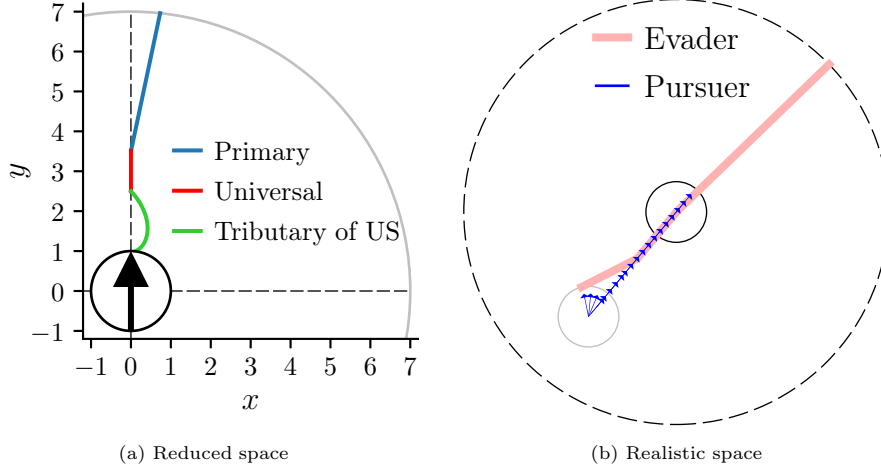 7
6
5
4
3
2
1
0
−1
y
Primary
Universal
Tributary of US
−1 0 1 2 3 4 5 6 7
x
(a) Reduced space
Evader
Pursuer
(b) Realistic space